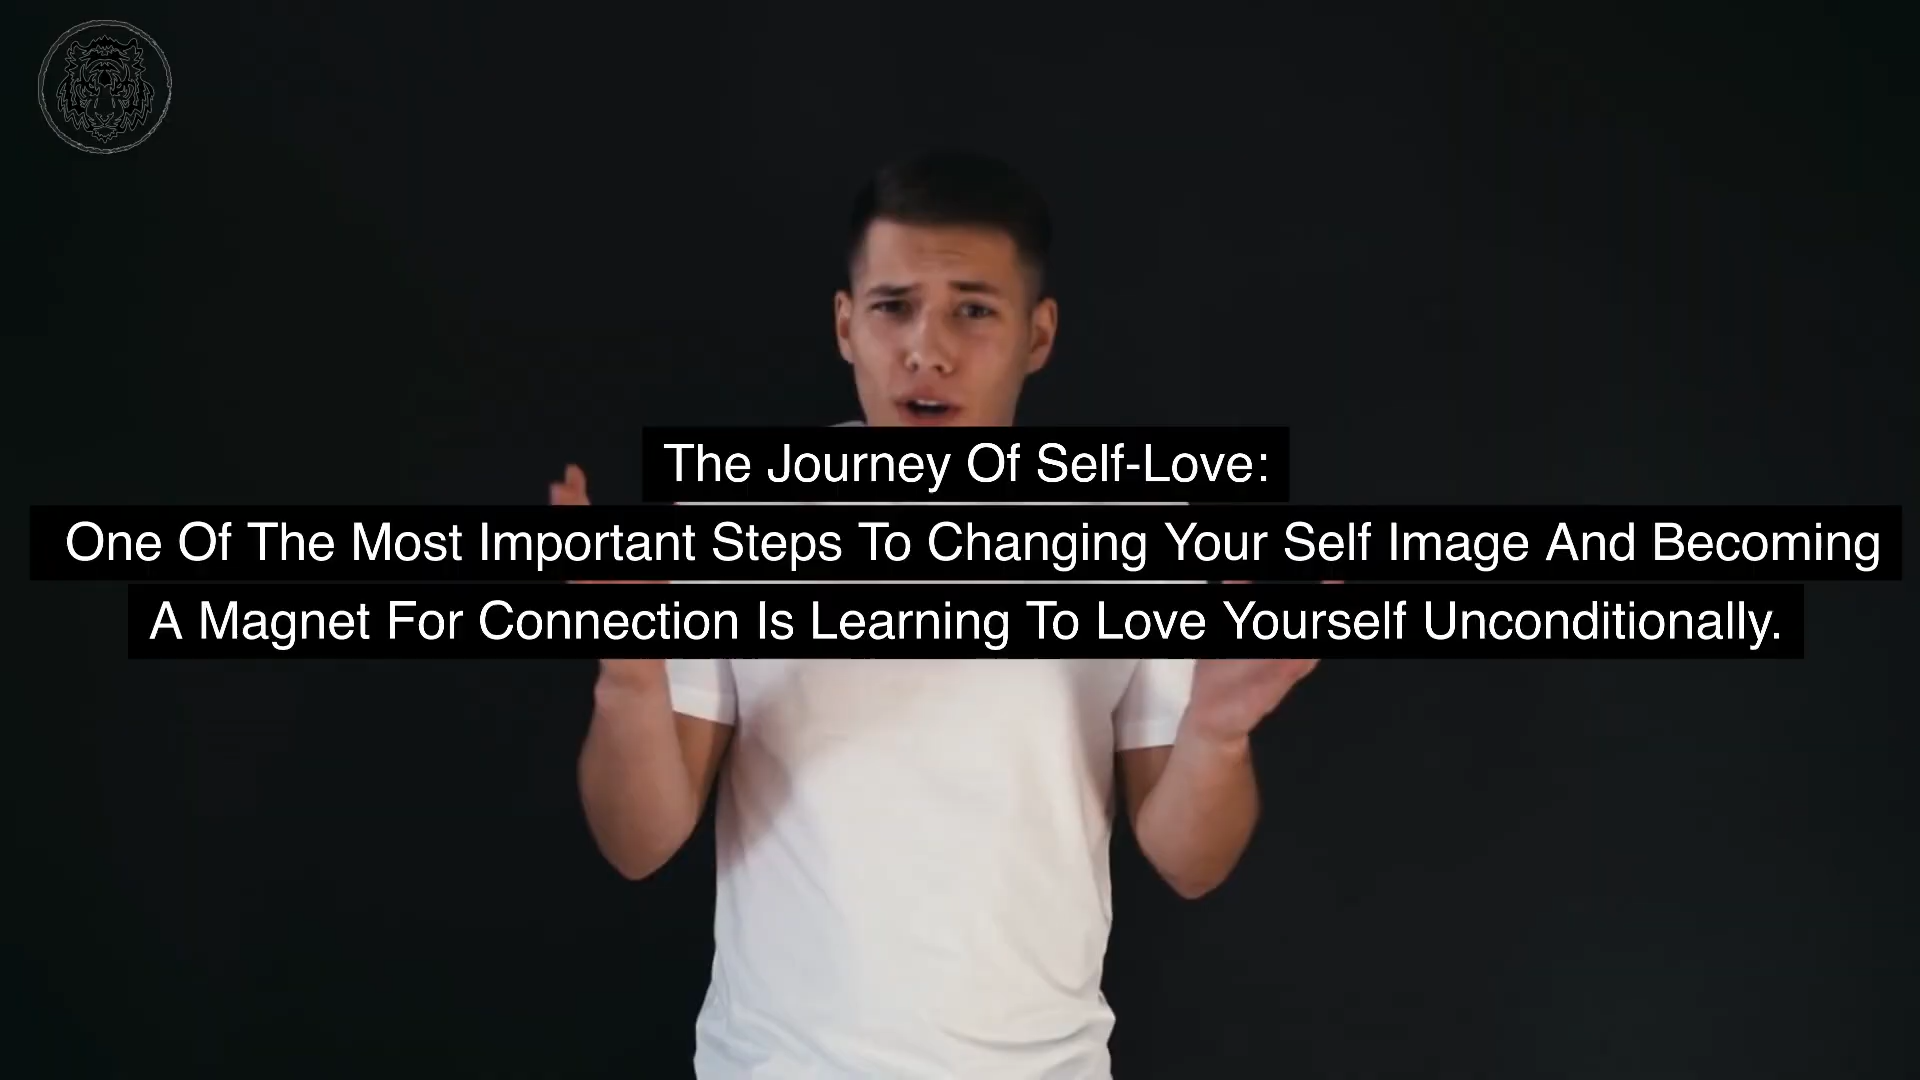 The Journey Of Self-Love:
One Of The Most Important Steps To Changing Your Self Image And Becoming
A Magnet For Connection Is Learning To Love Yourself Unconditionally.